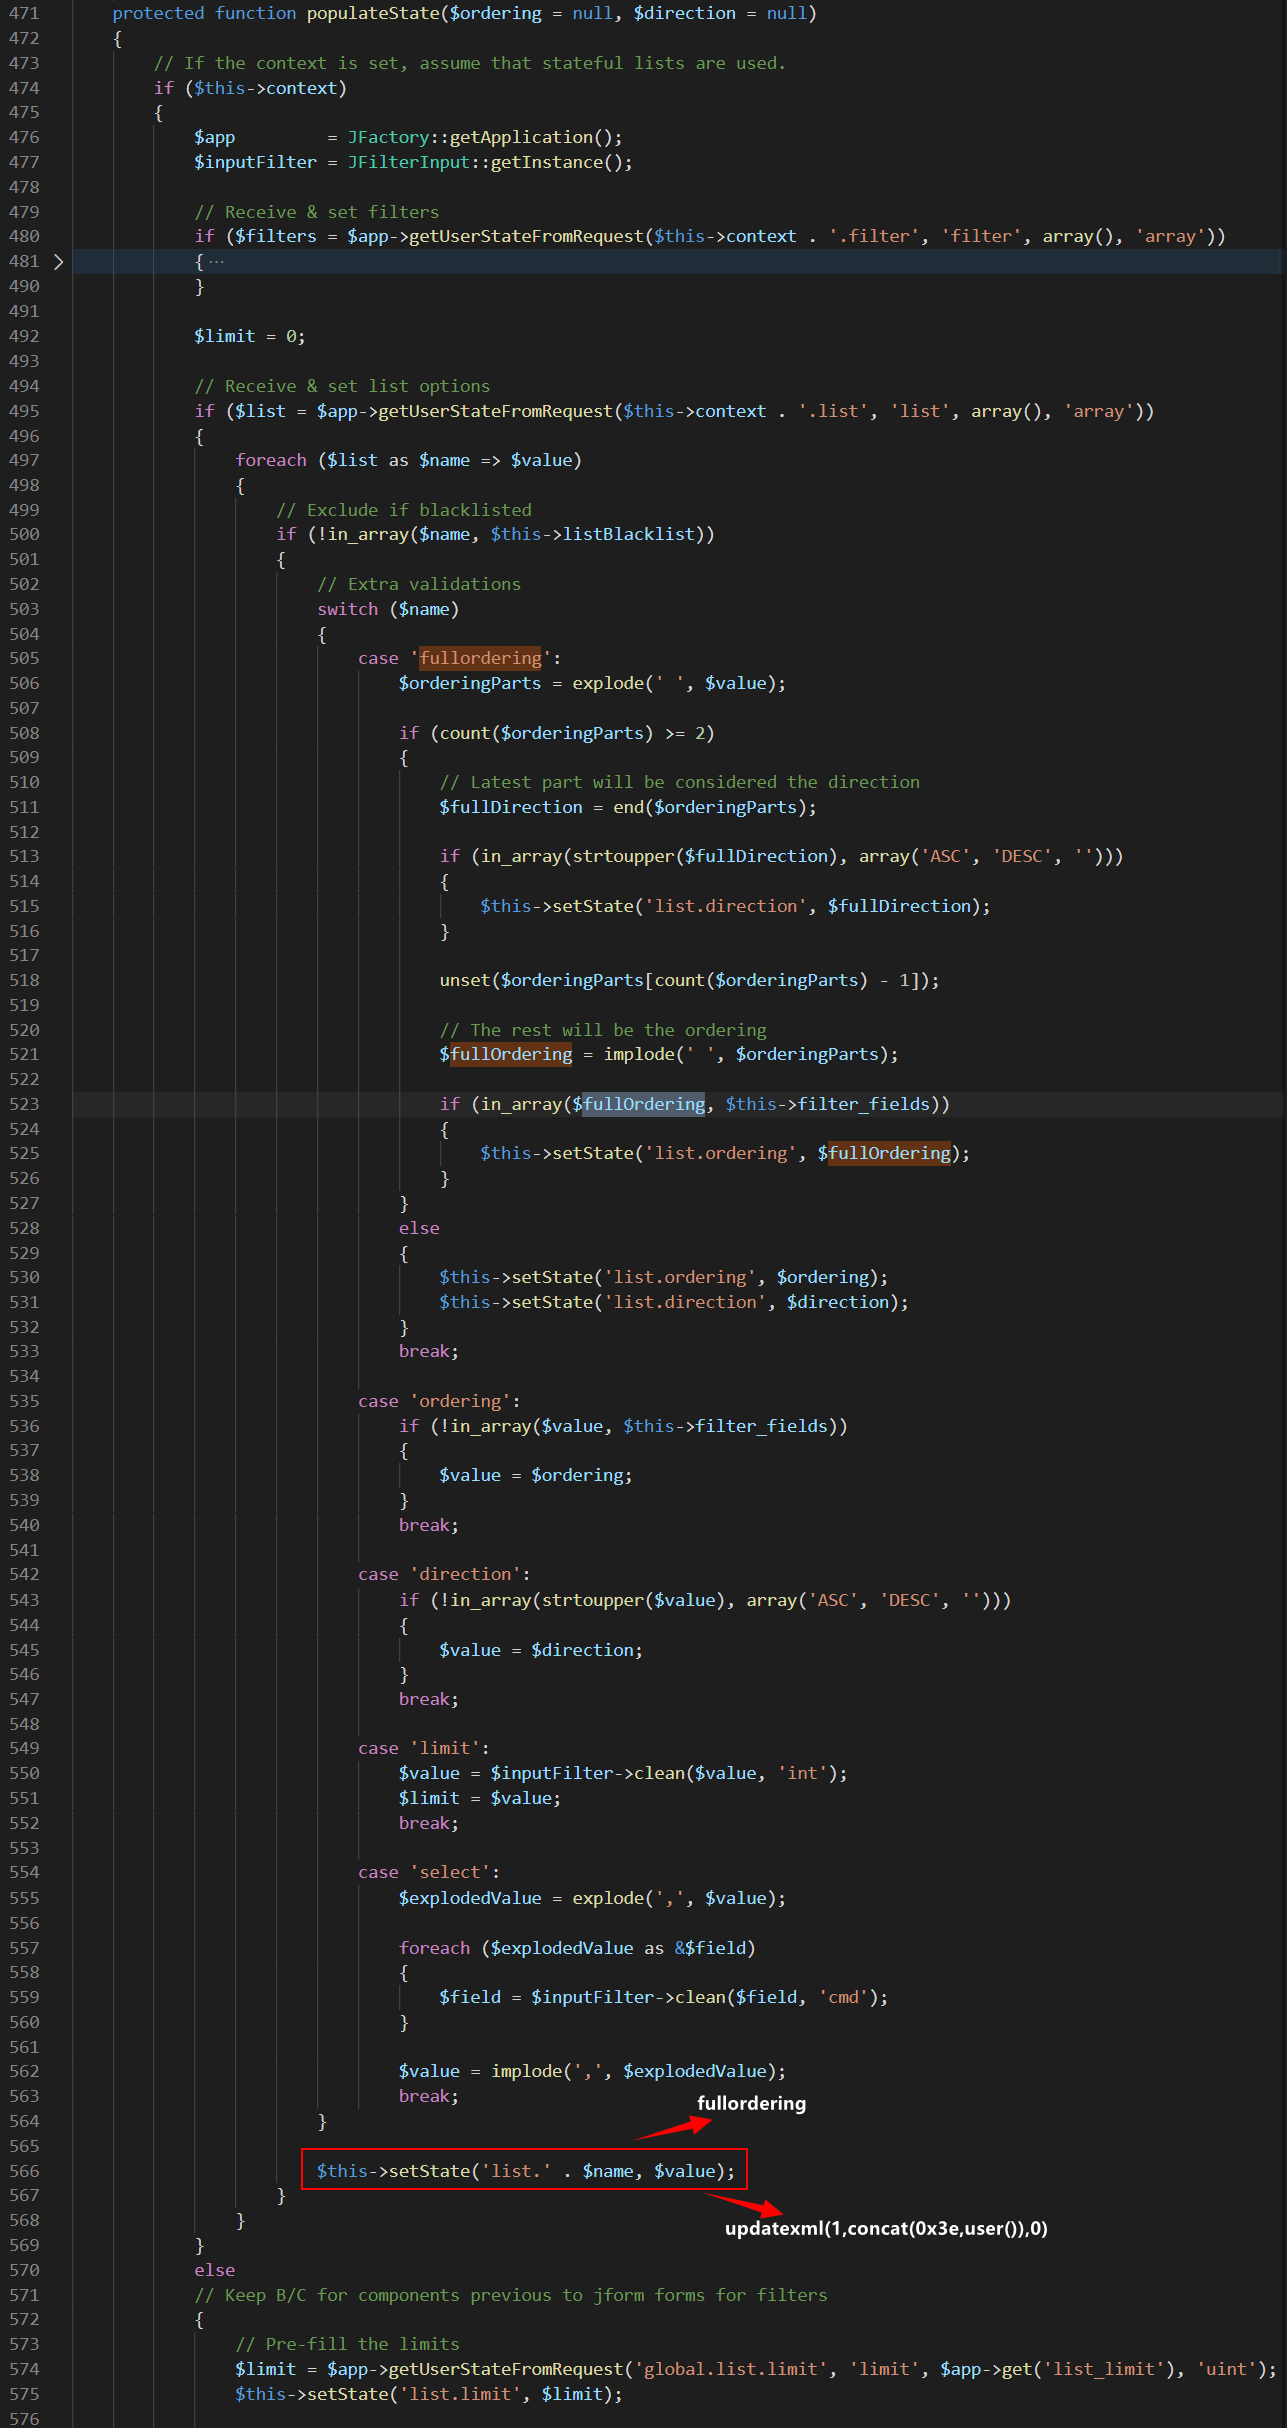 471 protected function populateState($ordering = null, $direction = null)
472 {
473 // If the context is set, assume that stateful lists are used.
474 if ($this->context)
475 {
476 $app = JFactory::getApplication();
477 $inputFilter = JFilterInput::getInstance();
478
479 // Receive & set filters
480 if ($filters = $app->getUserStateFromRequest($this->context . '.filter', 'filter', array(), 'array'))
481 { ···
490 }
491
492 $limit = 0;
493
494 // Receive & set list options
495 if ($list = $app->getUserStateFromRequest($this->context . '.list', 'list', array(), 'array'))
496 {
497 foreach ($list as $name => $value)
498 {
499 // Exclude if blacklisted
500 if (!in_array($name, $this->listBlacklist))
501 {
502 // Extra validations
503 switch ($name)
504 {
505 case 'fullordering':
506 $orderingParts = explode(' ', $value);
507
508 if (count($orderingParts) >= 2)
509 {
510 // Latest part will be considered the direction
511 $fullDirection = end($orderingParts);
512
513 if (in_array(strtoupper($fullDirection), array('ASC', 'DESC', '')))
514 {
515 $this->setState('list.direction', $fullDirection);
516 }
517
518 unset($orderingParts[count($orderingParts) - 1]);
519
520 // The rest will be the ordering
521 $fullOrdering = implode(' ', $orderingParts);
522
523 if (in_array($fullOrdering, $this->filter_fields))
524 {
525 $this->setState('list.ordering', $fullOrdering);
526 }
527 }
528 else
529 {
530 $this->setState('list.ordering', $ordering);
531 $this->setState('list.direction', $direction);
532 }
533 break;
534
535 case 'ordering':
536 if (!in_array($value, $this->filter_fields))
537 {
538 $value = $ordering;
539 }
540 break;
541
542 case 'direction':
543 if (!in_array(strtoupper($value), array('ASC', 'DESC', '')))
544 {
545 $value = $direction;
546 }
547 break;
548
549 case 'limit':
550 $value = $inputFilter->clean($value, 'int');
551 $limit = $value;
552 break;
553
554 case 'select':
555 $explodedValue = explode(',', $value);
556
557 foreach ($explodedValue as &$field)
558 {
559 $field = $inputFilter->clean($field, 'cmd');
560 }
561
562 $value = implode(',', $explodedValue);
563 break;
fullordering
564 }
565
566 $this->setState('list.' . $name, $value);
567 }
568 }
updatexml(1,concat(0x3e,user()),0)
569 }
570 else
571 // Keep B/C for components previous to jform forms for filters
572 {
573 // Pre-fill the limits
574 $limit = $app->getUserStateFromRequest('global.list.limit', 'limit', $app->get('list_limit'), 'uint');
575 $this->setState('list.limit', $limit);
576